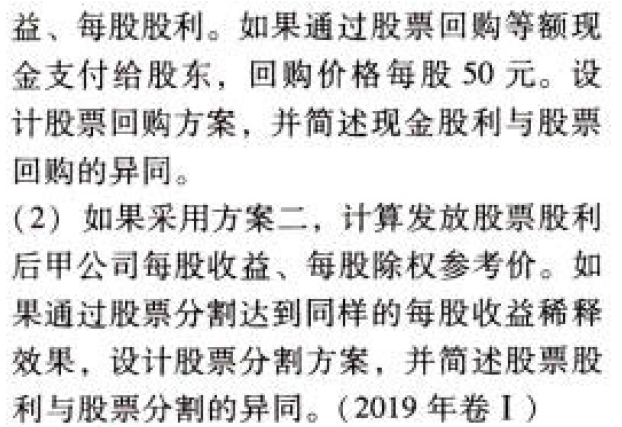 益、每股股利。如果通过股票回购等额现
金支付给股东，回购价格每股 50 元。设
计股票回购方案，并简述现金股利与股票
回购的异同。
(2) 如果采用方案二，计算发放股票股利
后甲公司每股收益、每股除权参考价。如
果通过股票分割达到同样的每股收益稀释
效果，设计股票分割方案，并简述股票股
利与股票分割的异同。(2019 年卷Ⅰ)